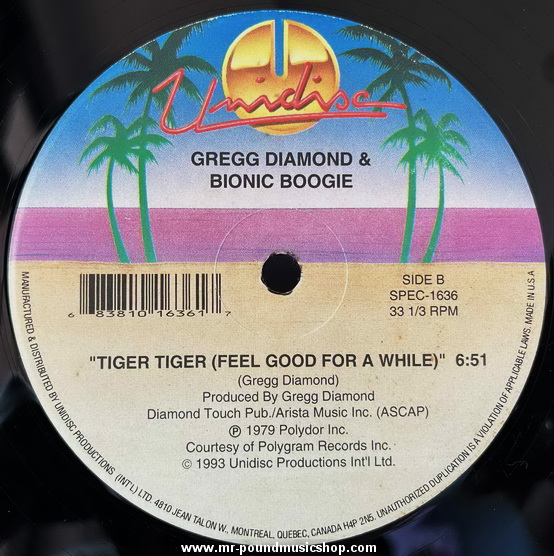 Unidisc
GREGG DIAMOND &
BIONIC BOOGIE
SIDE B
SPEC-1636
33 1/3 RPM
6 83810 16361 7
"TIGER TIGER (FEEL GOOD FOR A WHILE)" 6:51
(Gregg Diamond)
Produced By Gregg Diamond
Diamond Touch Pub./Arista Music Inc. (ASCAP)
Ⓟ 1979 Polydor Inc.
Courtesy of Polygram Records Inc.
© 1993 Unidisc Productions Int'l Ltd.
MANUFACTURED & DISTRIBUTED BY UNIDISC PRODUCTIONS (INT'L) LTD. 4810 JEAN TALON W., MONTREAL, QUEBEC, CANADA H4P 2N5. UNAUTHORIZED DUPLICATION IS A VIOLATION OF APPLICABLE LAWS. MADE IN U.S.A
www.mr-poundmusicshop.com